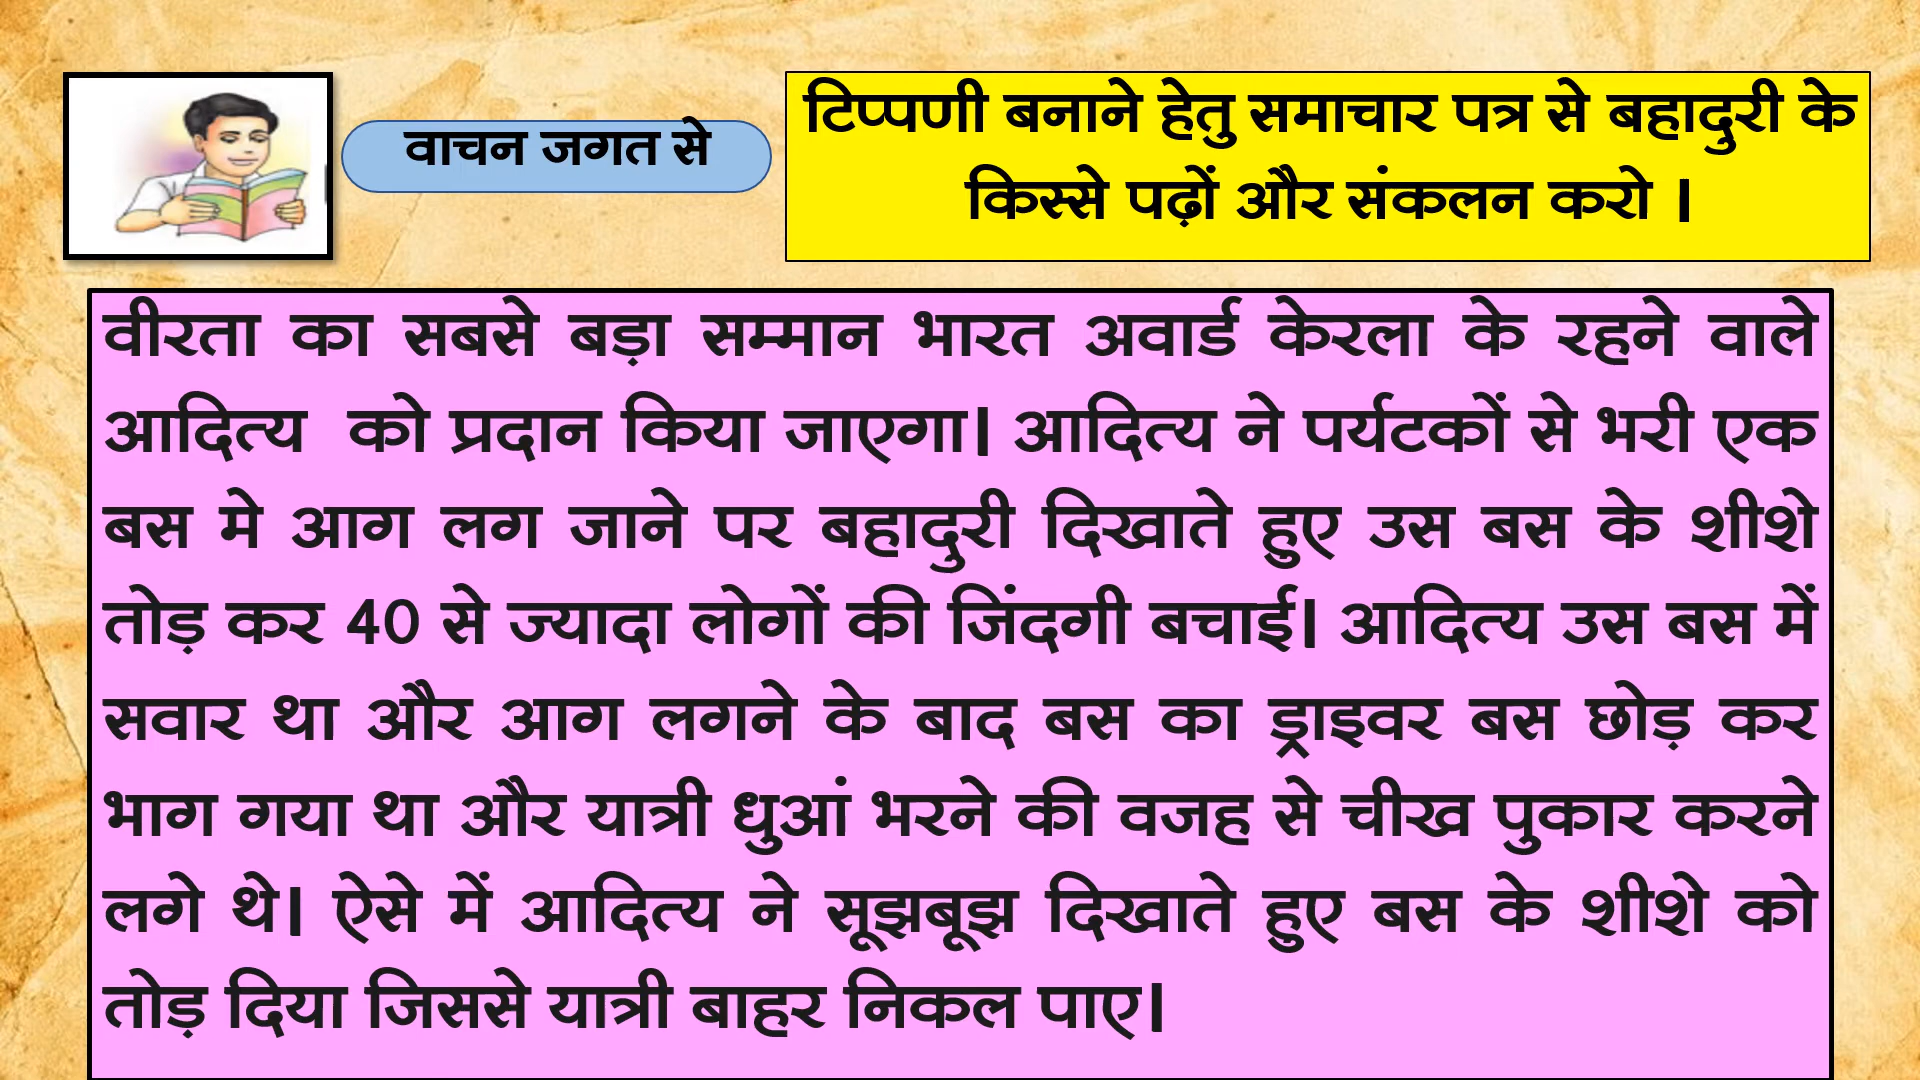 वाचन जगत से
टिप्पणी बनाने हेतु समाचार पत्र से बहादुरी के
किस्से पढ़ों और संकलन करो ।
वीरता का सबसे बड़ा सम्मान भारत अवार्ड केरला के रहने वाले
आदित्य को प्रदान किया जाएगा। आदित्य ने पर्यटकों से भरी एक
बस मे आग लग जाने पर बहादुरी दिखाते हुए उस बस के शीशे
तोड़ कर 40 से ज्यादा लोगों की जिंदगी बचाई। आदित्य उस बस में
सवार था और आग लगने के बाद बस का ड्राइवर बस छोड़ कर
भाग गया था और यात्री धुआं भरने की वजह से चीख पुकार करने
लगे थे। ऐसे में आदित्य ने सूझबूझ दिखाते हुए बस के शीशे को
तोड़ दिया जिससे यात्री बाहर निकल पाए।